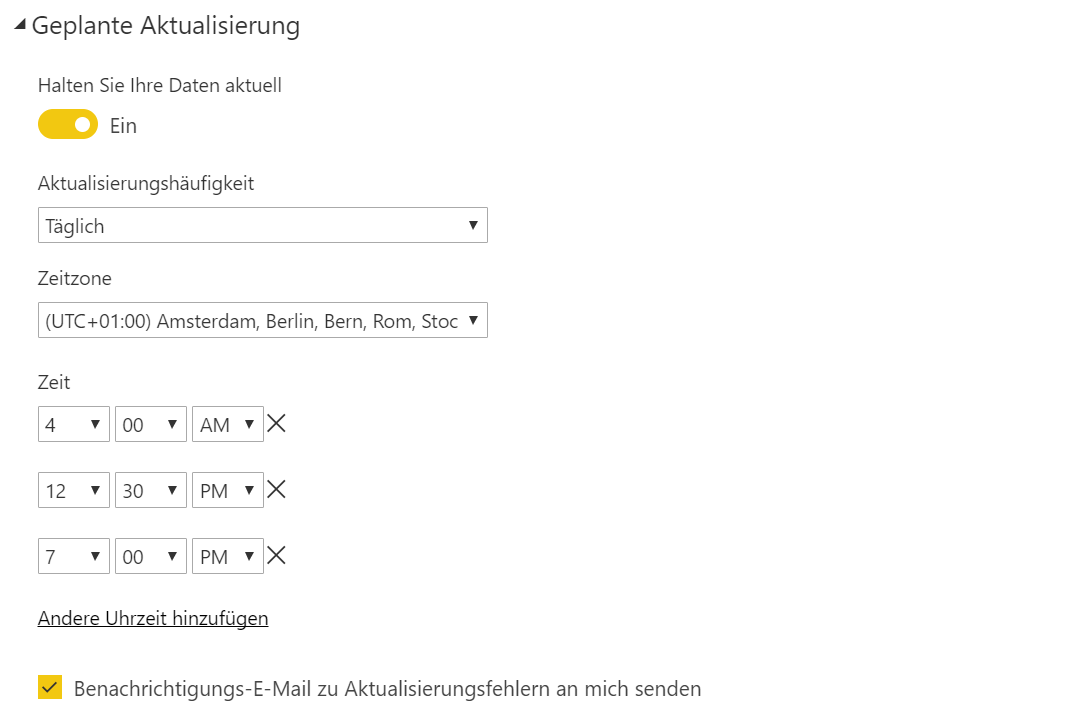 Geplante Aktualisierung
Halten Sie Ihre Daten aktuell
Ein
Aktualisierungshäufigkeit
Täglich
Zeitzone
(UTC+01:00) Amsterdam, Berlin, Bern, Rom, Stoc
Zeit
4 00 AM
12 30 PM
7 00 PM
Andere Uhrzeit hinzufügen
Benachrichtigungs-E-Mail zu Aktualisierungsfehlern an mich senden